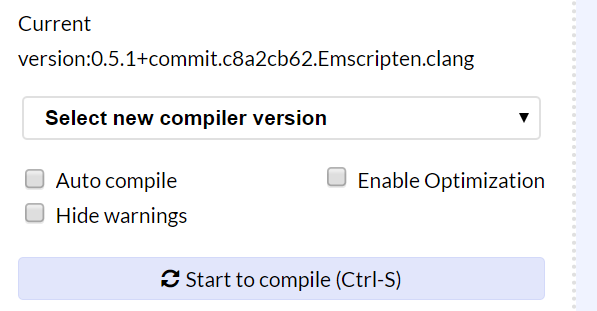 Current
version:0.5.1+commit.c8a2cb62.Emscripten.clang
Select new compiler version
Auto compile
Enable Optimization
Hide warnings
Start to compile (Ctrl-S)